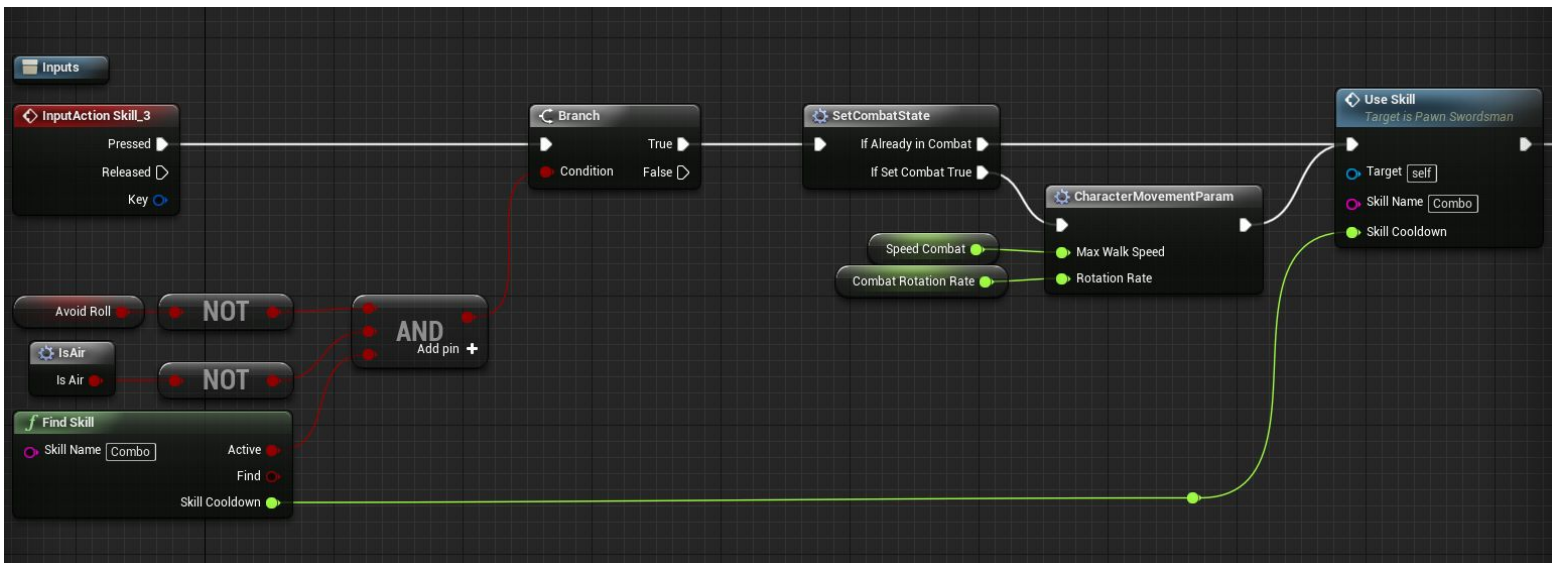 Inputs
InputAction Skill_3
Pressed
Released
Key
Branch
True
Condition
False
SetCombatState
If Already in Combat
If Set Combat True
CharacterMovementParam
Speed Combat
Max Walk Speed
Combat Rotation Rate
Rotation Rate
Use Skill
Target is Pawn Swordsman
Target self
Skill Name Combo
Skill Cooldown
Avoid Roll
NOT
IsAir
Is Air
NOT
AND
Add pin +
f Find Skill
Skill Name Combo
Active
Find
Skill Cooldown